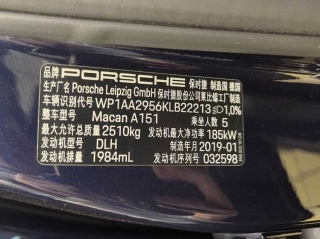 品牌 PORSCHE 保时捷 制造国 德国
生产厂名 Porsche Leipzig GmbH 保时捷股份公司莱比锡工厂制造
车辆识别代号 WP1AA2956KLB22213 D1,0%
整车型号 Macan A151 乘坐人数 5
最大允许总质量 2510kg 发动机最大净功率 185kW
发动机型号 DLH 制造年月 2019-01
发动机排量 1984mL 发动机序列号 032598